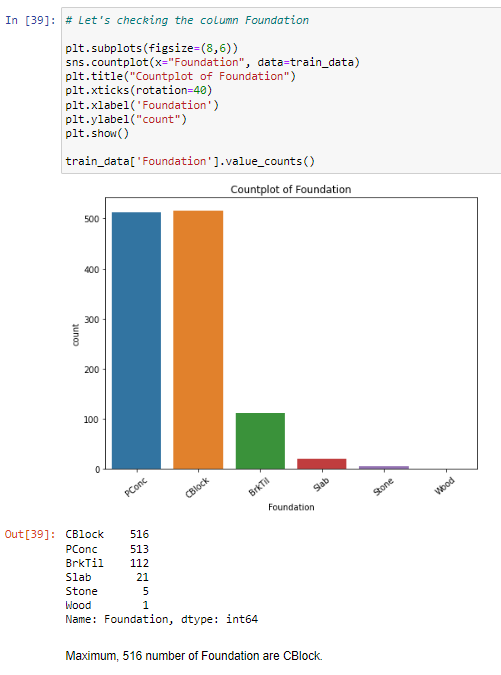 In [39]: # Let's checking the column Foundation
plt.subplots(figsize=(8,6))
sns.countplot(x="Foundation", data=train_data)
plt.title("Countplot of Foundation")
plt.xticks(rotation=40)
plt.xlabel('Foundation')
plt.ylabel("count")
plt.show()
train_data['Foundation'].value_counts()
Countplot of Foundation
500
400
300
200
100
0
count
PConc CBlock BrkTil Slab Stone Wood
Foundation
Out[39]: CBlock 516
PConc 513
BrkTil 112
Slab 21
Stone 5
Wood 1
Name: Foundation, dtype: int64
Maximum, 516 number of Foundation are CBlock.